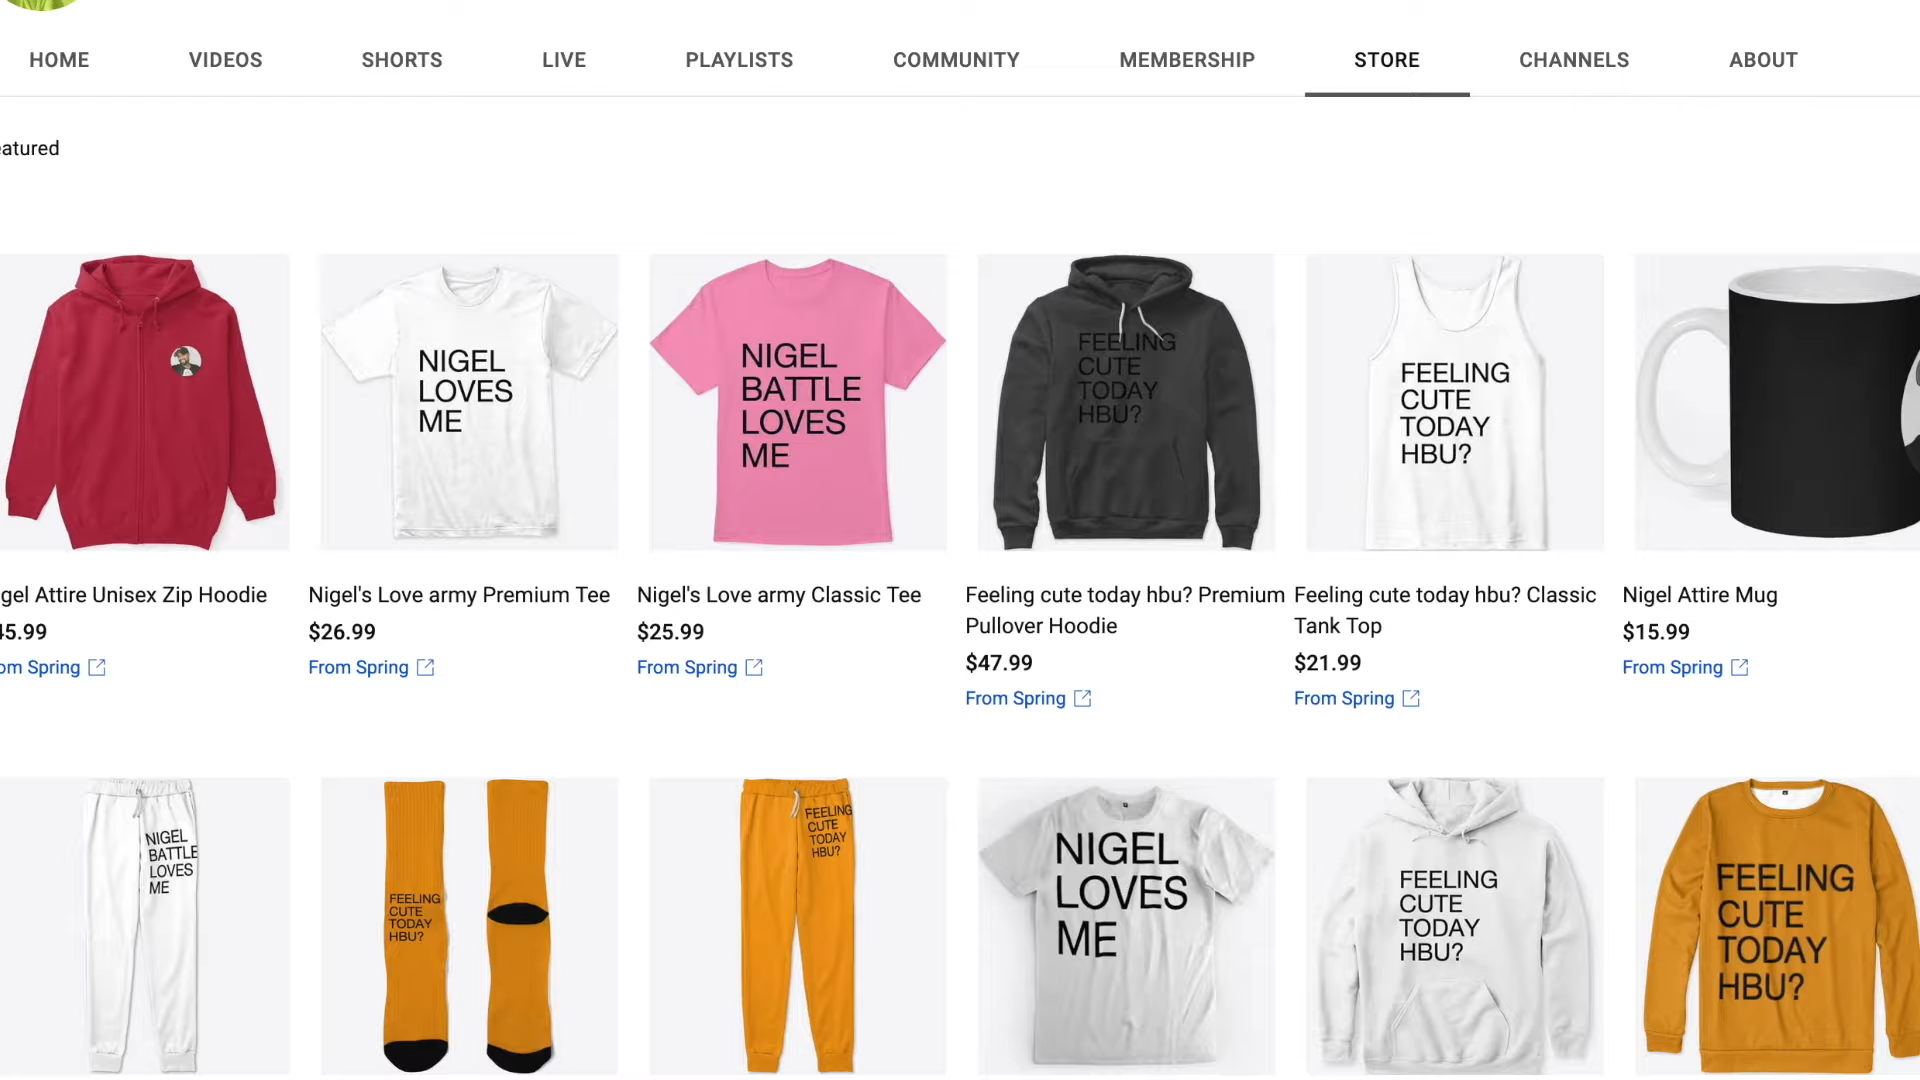 HOME VIDEOS SHORTS LIVE PLAYLISTS COMMUNITY MEMBERSHIP STORE CHANNELS ABOUT
eatured
NIGEL
LOVES
ME
NIGEL
BATTLE
LOVES
ME
FEELING
CUTE
TODAY
HBU?
FEELING
CUTE
TODAY
HBU?
gel Attire Unisex Zip Hoodie
45.99
om Spring
Nigel's Love army Premium Tee
$26.99
From Spring
Nigel's Love army Classic Tee
$25.99
From Spring
Feeling cute today hbu? Premium
Pullover Hoodie
$47.99
From Spring
Feeling cute today hbu? Classic
Tank Top
$21.99
From Spring
Nigel Attire Mug
$15.99
From Spring
NIGEL
BATTLE
LOVES
ME
FEELING
CUTE
TODAY
HBU?
FEELING
CUTE
TODAY
HBU?
NIGEL
LOVES
ME
FEELING
CUTE
TODAY
HBU?
FEELING
CUTE
TODAY
HBU?